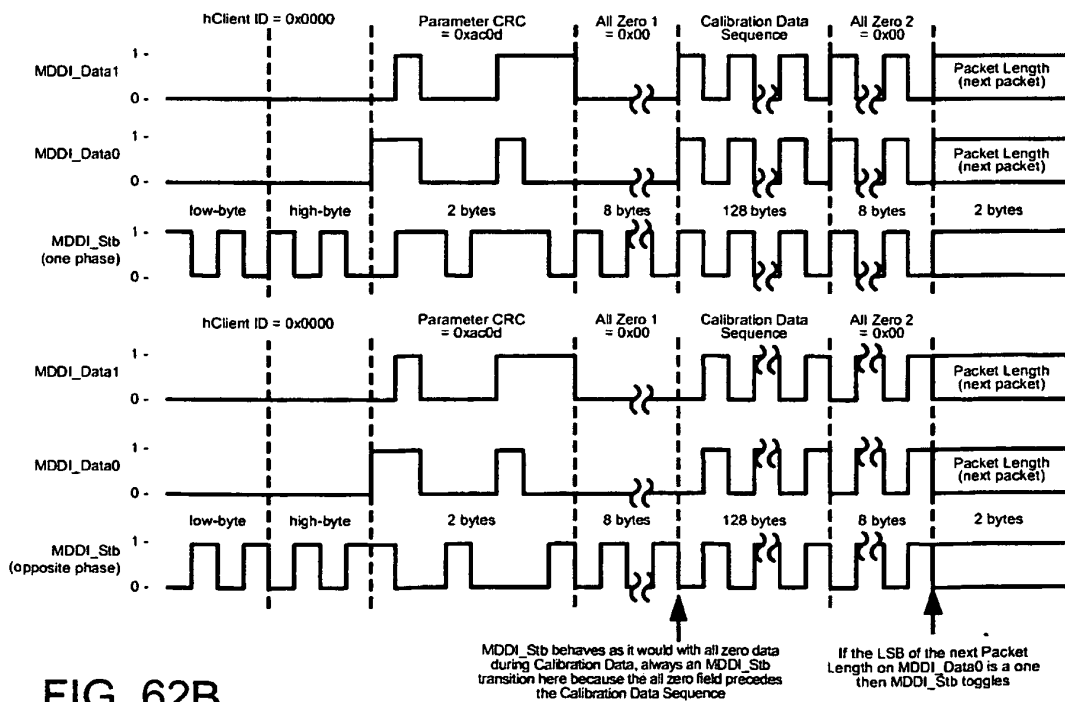 hClient ID = 0x0000
Parameter CRC
= 0xac0d
All Zero 1
= 0x00
Calibration Data
Sequence
All Zero 2
= 0x00
MDDI_Data1
1 -
0 -
Packet Length
(next packet)
MDDI_Data0
1 -
0 -
Packet Length
(next packet)
low-byte
high-byte
2 bytes
8 bytes
128 bytes
8 bytes
2 bytes
MDDI_Stb
(one phase)
1 -
0 -
hClient ID = 0x0000
Parameter CRC
= 0xac0d
All Zero 1
= 0x00
Calibration Data
Sequence
All Zero 2
= 0x00
MDDI_Data1
1 -
0 -
Packet Length
(next packet)
MDDI_Data0
1 -
0 -
Packet Length
(next packet)
low-byte
high-byte
2 bytes
8 bytes
128 bytes
8 bytes
2 bytes
MDDI_Stb
(opposite phase)
1 -
0 -
MDDI_Stb behaves as it would with all zero data
during Calibration Data, always an MDDI_Stb
transition here because the all zero field precedes
the Calibration Data Sequence
If the LSB of the next Packet
Length on MDDI_Data0 is a one
then MDDI_Stb toggles
FIG. 62B